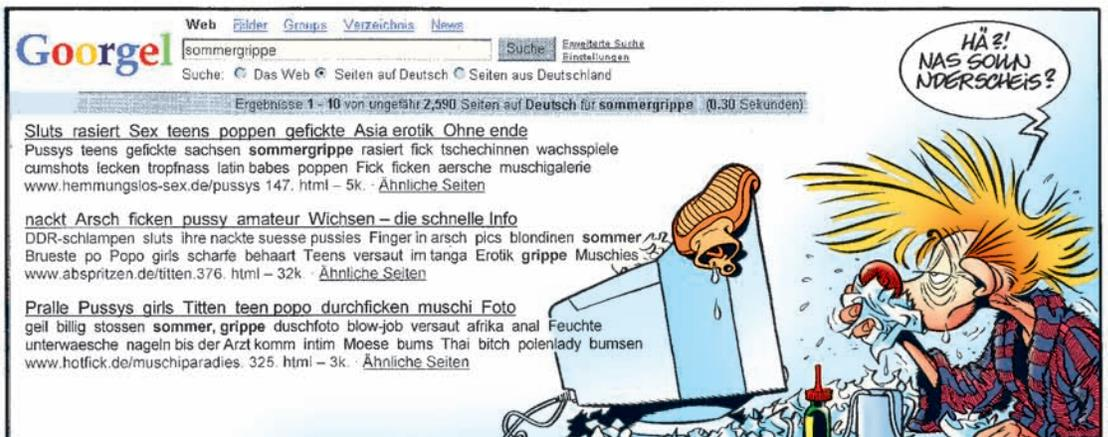 Web Bilder Groups Verzeichnis News
Goorgel
sommergrippe Suche Erweiterte Suche
Einstellungen
Suche: Das Web Seiten auf Deutsch Seiten aus Deutschland
Ergebnisse 1 - 10 von ungefähr 2,590 Seiten auf Deutsch für sommergrippe (0.30 Sekunden)
HÄ?!
NAS SOLLN
NDERSCHEIS?
Sluts rasiert Sex teens poppen gefickte Asia erotik Ohne ende
Pussys teens gefickte sachsen sommergrippe rasiert fick tschechinnen wachsspiele
cumshots lecken tropfnass latin babes poppen Fick ficken aersche muschigalerie
www.hemmungslos-sex.de/pussys 147. html – 5k. · Ähnliche Seiten
nackt Arsch ficken pussy amateur Wichsen – die schnelle Info
DDR-schlampen sluts ihre nackte suesse pussies Finger in arsch pics blondinen sommer
Brueste po Popo girls scharfe behaart Teens versaut im tanga Erotik grippe Muschies
www.abspritzen.de/titten.376. html – 32k. · Ähnliche Seiten
Pralle Pussys girls Titten teen popo durchficken muschi Foto
geil billig stossen sommer, grippe duschfoto blow-job versaut afrika anal Feuchte
unterwaesche nageln bis der Arzt komm intim Moese bums Thai bitch polenlady bumsen
www.hotfick.de/muschiparadies. 325. html – 3k. · Ähnliche Seiten